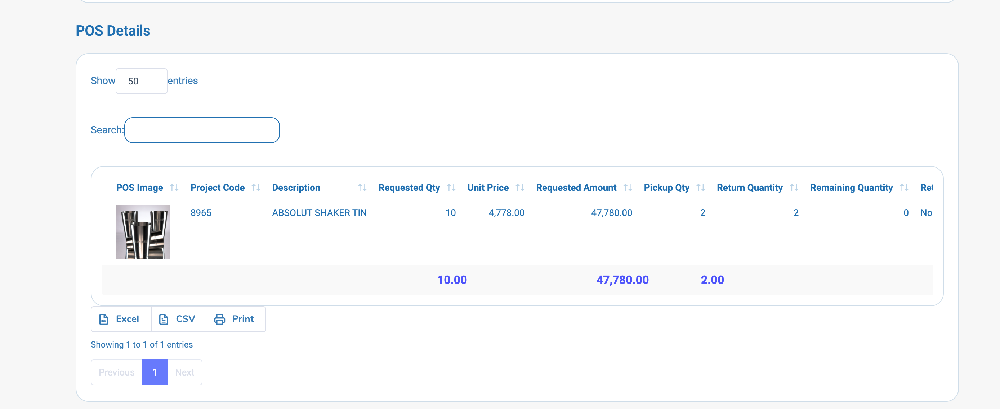 POS Details
Show 50 entries
Search:
POS Image Project Code Description Requested Qty Unit Price Requested Amount Pickup Qty Return Quantity Remaining Quantity Ret
8965 ABSOLUT SHAKER TIN 10 4,778.00 47,780.00 2 2 0 No
10.00 47,780.00 2.00
XLS Excel CSV Print
Showing 1 to 1 of 1 entries
Previous 1 Next